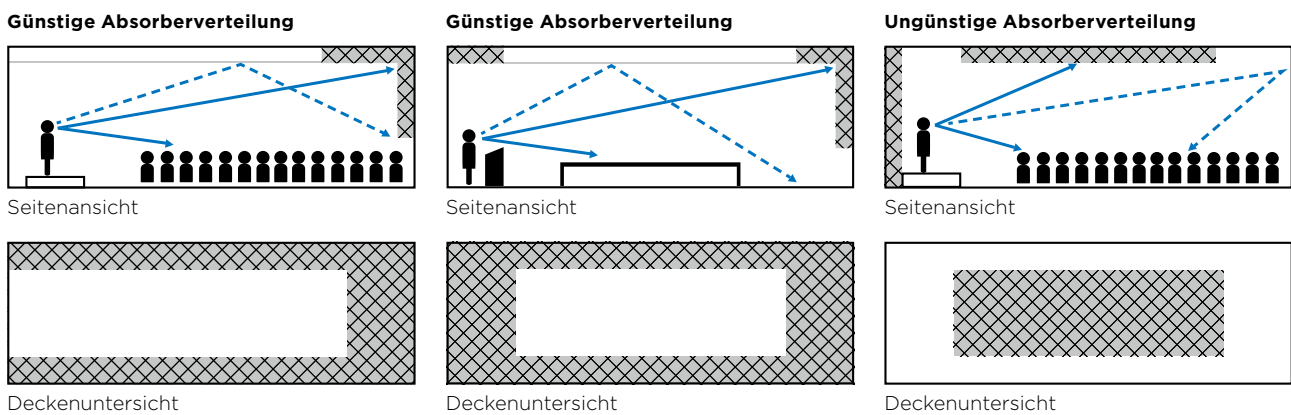 Günstige Absorberverteilung
Günstige Absorberverteilung
Ungünstige Absorberverteilung
Seitenansicht
Seitenansicht
Seitenansicht
Deckenuntersicht
Deckenuntersicht
Deckenuntersicht